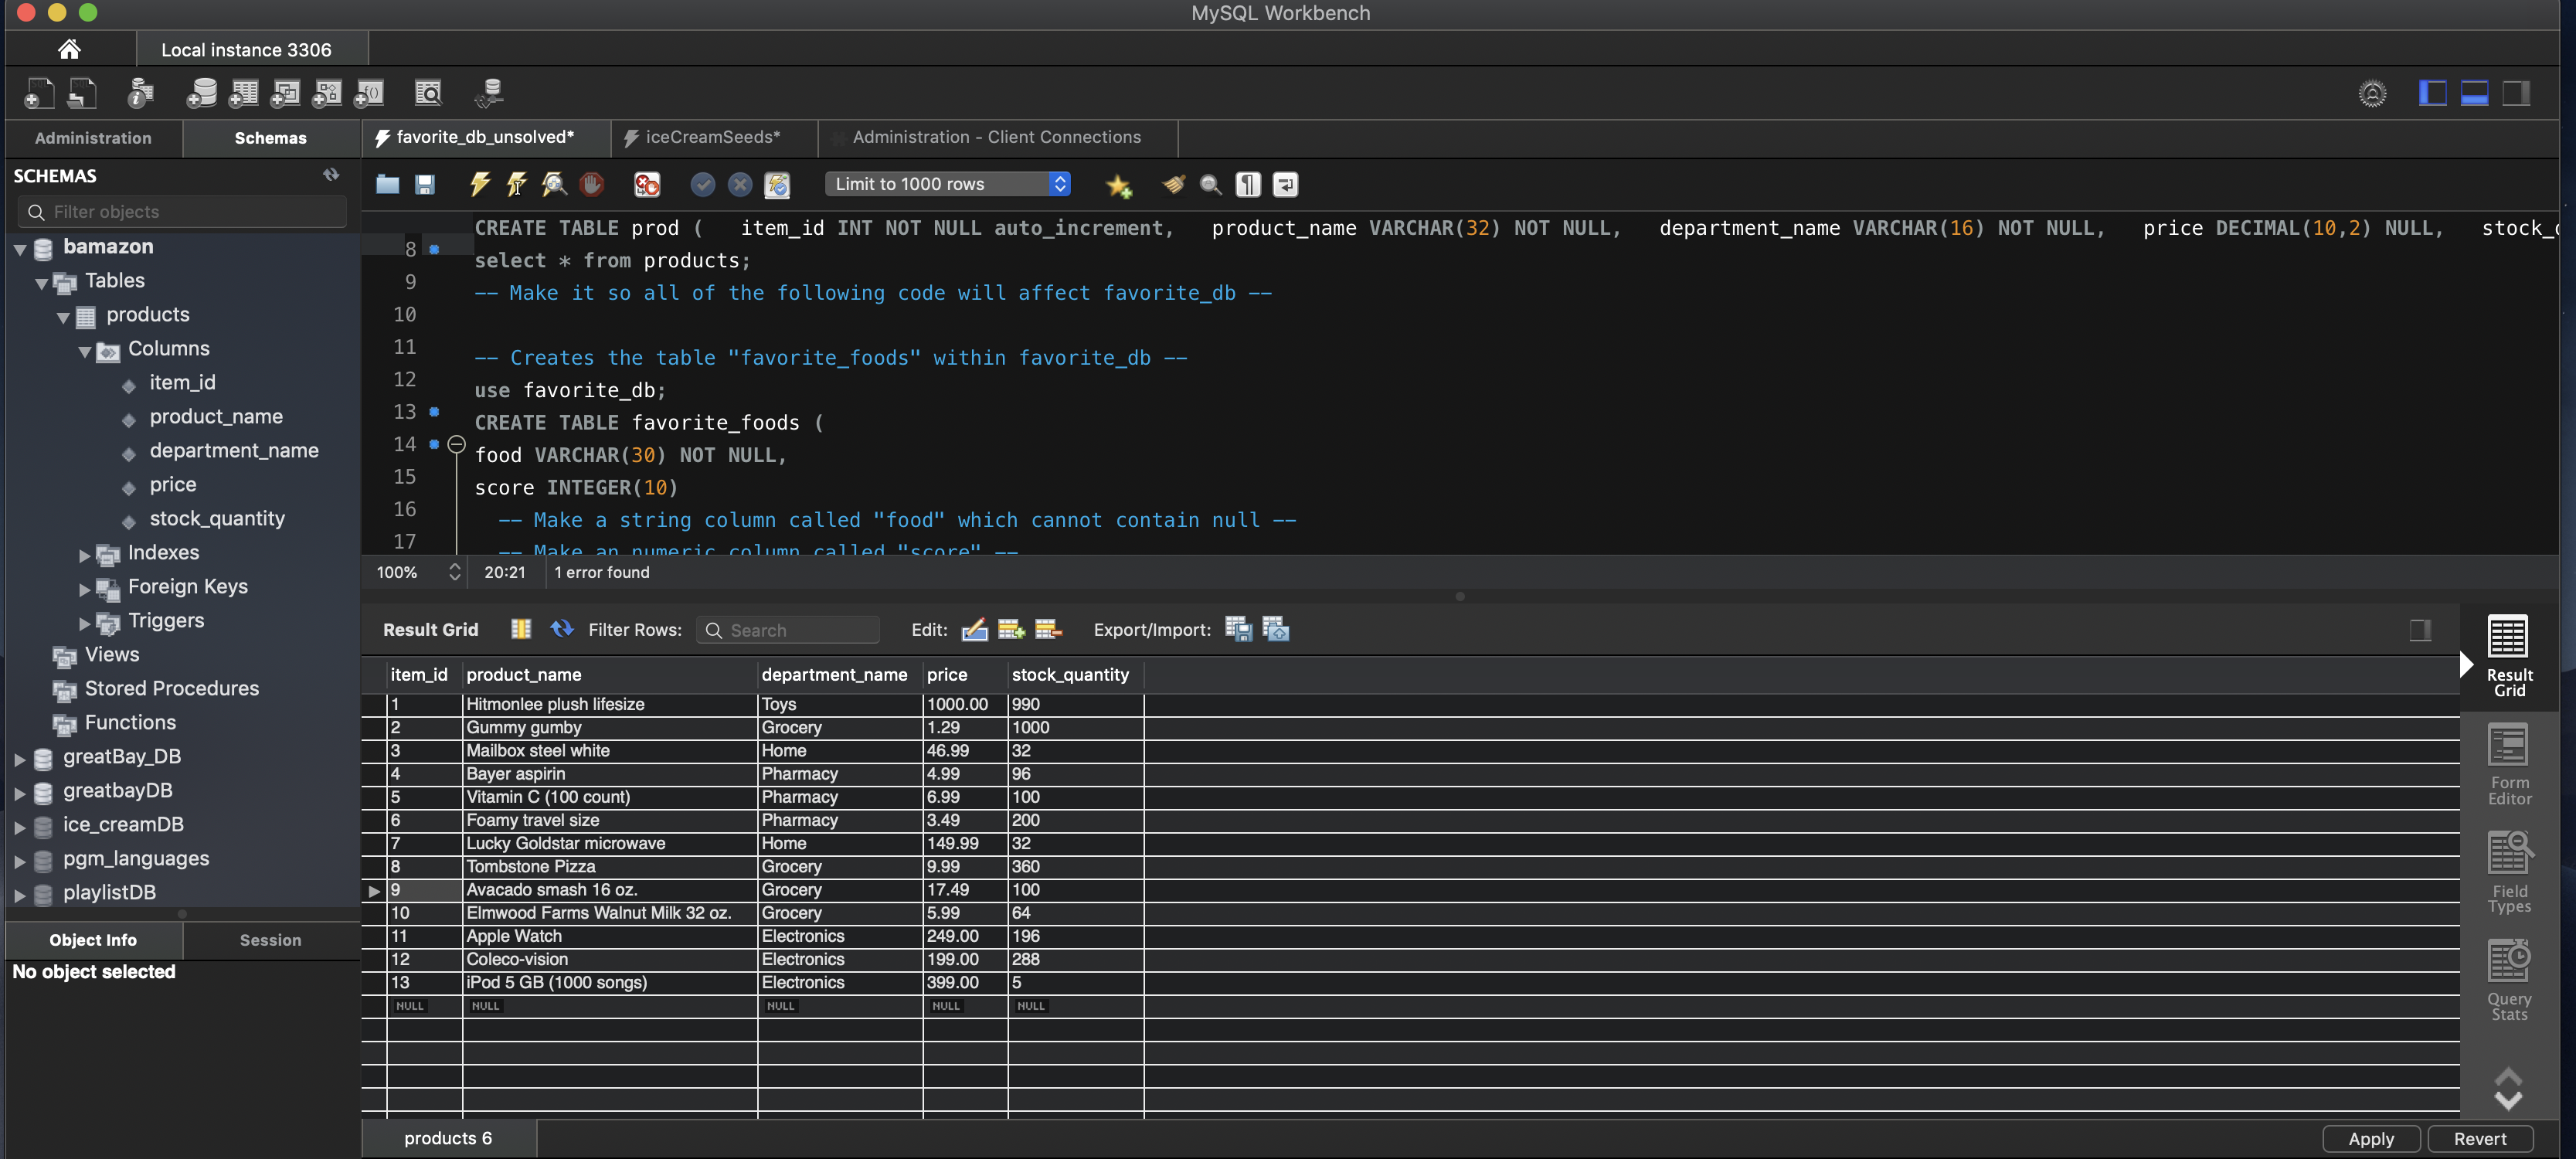 MySQL Workbench
Local instance 3306
Administration Schemas favorite_db_unsolved* iceCreamSeeds* Administration - Client Connections
SCHEMAS
Filter objects
bamazon
Tables
products
Columns
item_id
product_name
department_name
price
stock_quantity
Indexes
Foreign Keys
Triggers
Views
Stored Procedures
Functions
greatBay_DB
greatbayDB
ice_creamDB
pgm_languages
playlistDB
Object Info Session
No object selected
Limit to 1000 rows
CREATE TABLE prod (   item_id INT NOT NULL auto_increment,   product_name VARCHAR(32) NOT NULL,   department_name VARCHAR(16) NOT NULL,   price DECIMAL(10,2) NULL,
8 select * from products;
9 -- Make it so all of the following code will affect favorite_db --
10
11 -- Creates the table "favorite_foods" within favorite_db --
12 use favorite_db;
13 CREATE TABLE favorite_foods (
14 food VARCHAR(30) NOT NULL,
15 score INTEGER(10)
16 -- Make a string column called "food" which cannot contain null --
17 -- Make an numeric column called "score" --
100% 20:21 1 error found
Result Grid Filter Rows: Search Edit: Export/Import:
item_id product_name department_name price stock_quantity
1 Hitmonlee plush lifesize Toys 1000.00 990
2 Gummy gumby Grocery 1.29 1000
3 Mailbox steel white Home 46.99 32
4 Bayer aspirin Pharmacy 4.99 96
5 Vitamin C (100 count) Pharmacy 6.99 100
6 Foamy travel size Pharmacy 3.49 200
7 Lucky Goldstar microwave Home 149.99 32
8 Tombstone Pizza Grocery 9.99 360
9 Avacado smash 16 oz. Grocery 17.49 100
10 Elmwood Farms Walnut Milk 32 oz. Grocery 5.99 64
11 Apple Watch Electronics 249.00 196
12 Coleco-vision Electronics 199.00 288
13 iPod 5 GB (1000 songs) Electronics 399.00 5
NULL NULL NULL NULL NULL
Result
Grid
Form
Editor
Field
Types
Query
Stats
products 6
Apply Revert